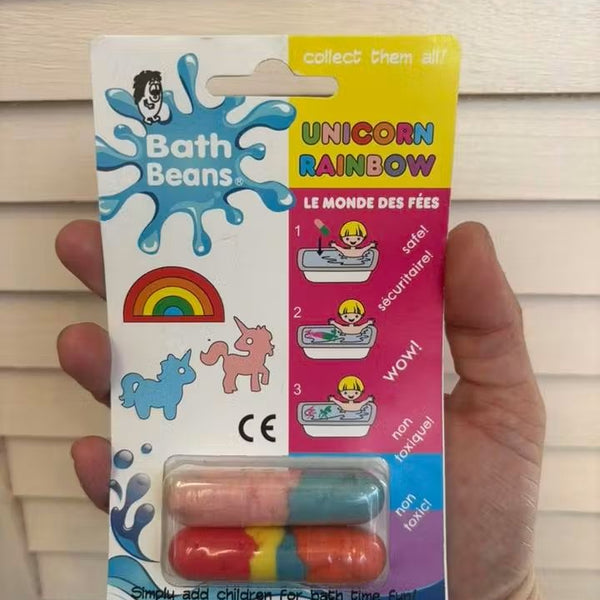 collect them all!
Bath
Beans®
UNICORN
RAINBOW
LE MONDE DES FÉES
1
safe!
sécuritaire!
2
wow!
3
non
toxique!
CE
non
toxic!
Simply add children for bath time fun!